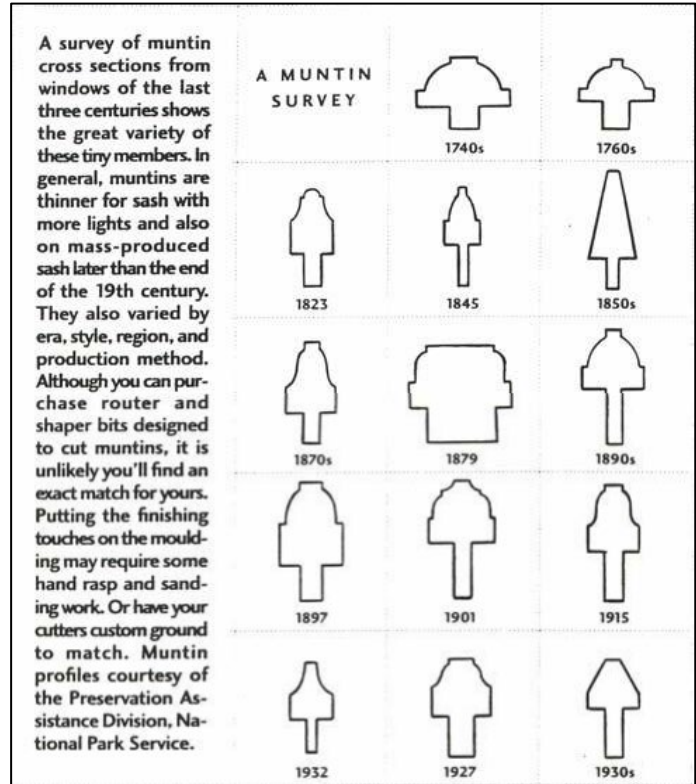 A survey of muntin
cross sections from
windows of the last
three centuries shows
the great variety of
these tiny members. In
general, muntins are
thinner for sash with
more lights and also
on mass-produced
sash later than the end
of the 19th century.
They also varied by
era, style, region, and
production method.
Although you can pur-
chase router and
shaper bits designed
to cut muntins, it is
unlikely you'll find an
exact match for yours.
Putting the finishing
touches on the mould-
ing may require some
hand rasp and sand-
ing work. Or have your
cutters custom ground
to match. Muntin
profiles courtesy of
the Preservation As-
sistance Division, Na-
tional Park Service.
A MUNTIN
SURVEY
1740s
1760s
1823
1845
1850s
1870s
1879
1890s
1897
1901
1915
1932
1927
1930s